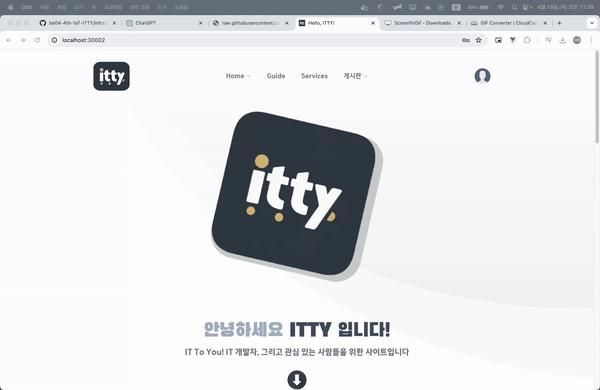 be04-4th-1oT-ITTY/infra
ChatGPT
raw.githubusercontent.c
Hello, ITTY!
ScreenToGif - Downloads
GIF Converter | CloudCo
localhost:30002
itty
Home
Guide
Services
게시판
itty
안녕하세요 ITTY 입니다!
IT To You! IT 개발자, 그리고 관심 있는 사람들을 위한 사이트입니다